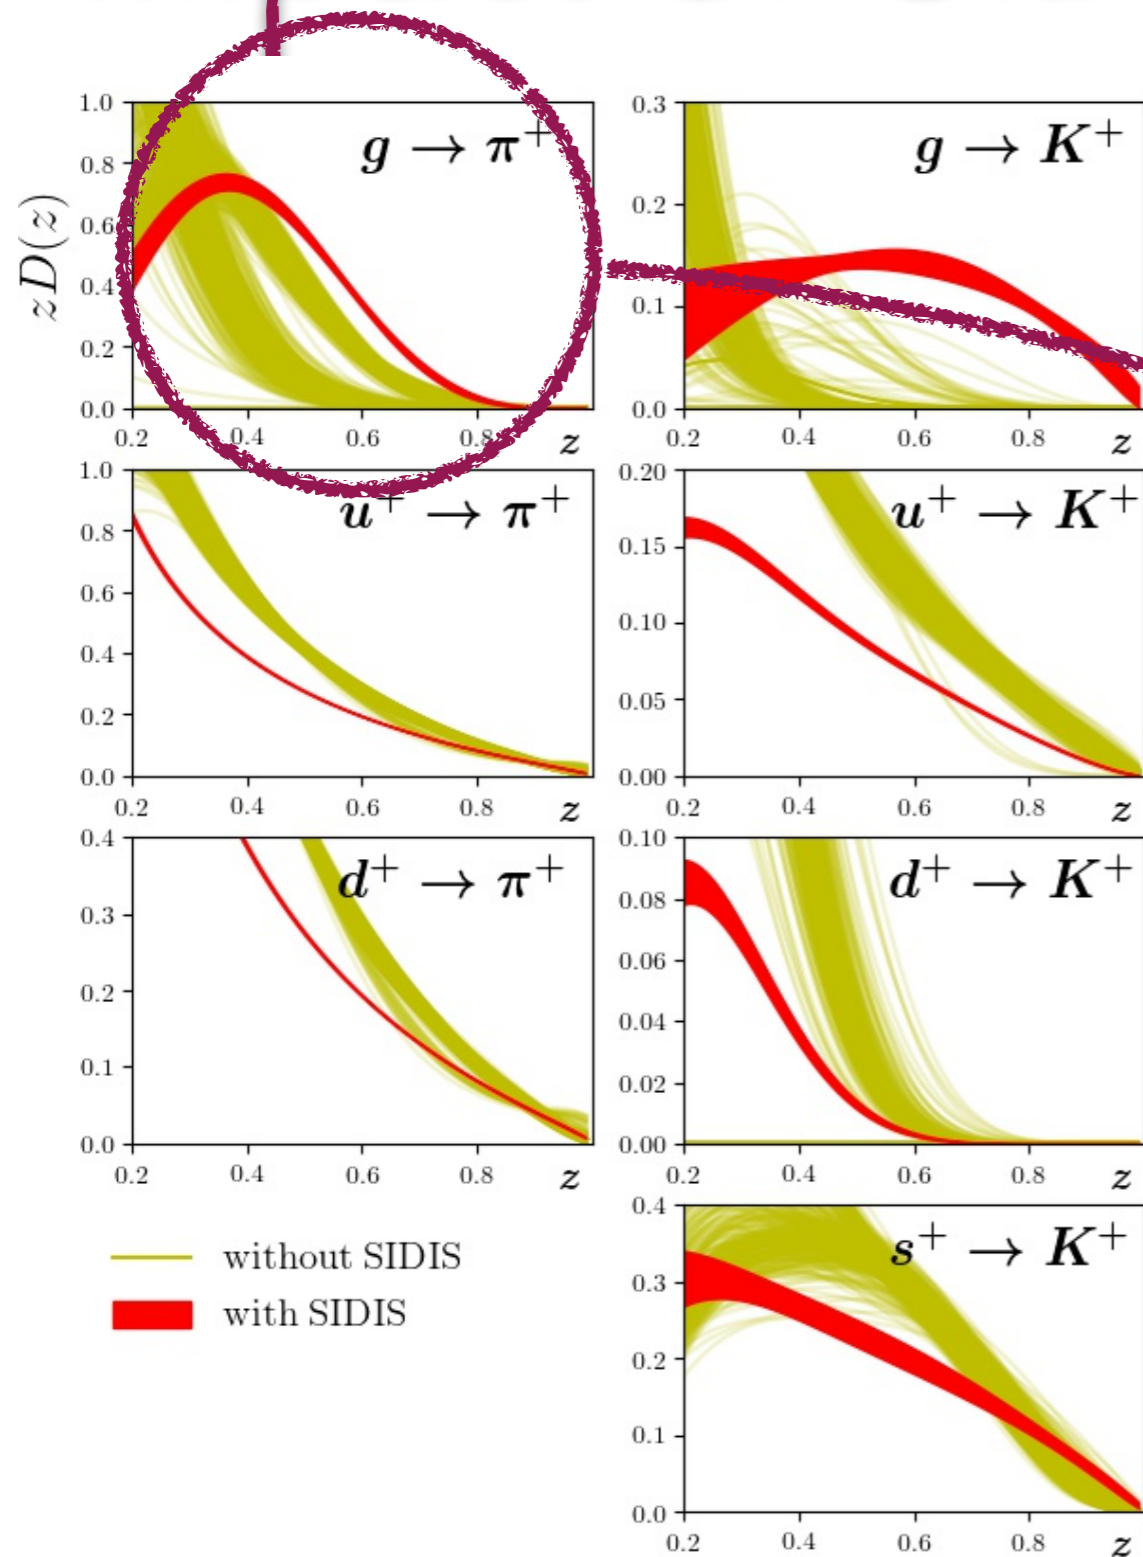 g → π⁺
g → K⁺
zD(z)
1.0
0.8
0.6
0.4
0.2
0.0
0.2 0.4 0.6 0.8 z
0.3
0.2
0.1
0.0
0.2 0.4 0.6 0.8 z
u⁺ → π⁺
1.0
0.8
0.6
0.4
0.2
0.0
0.2 0.4 0.6 0.8 z
u⁺ → K⁺
0.20
0.15
0.10
0.05
0.00
0.2 0.4 0.6 0.8 z
d⁺ → π⁺
0.4
0.3
0.2
0.1
0.0
0.2 0.4 0.6 0.8 z
d⁺ → K⁺
0.10
0.08
0.06
0.04
0.02
0.00
0.2 0.4 0.6 0.8 z
without SIDIS
with SIDIS
s⁺ → K⁺
0.4
0.3
0.2
0.1
0.0
0.2 0.4 0.6 0.8 z